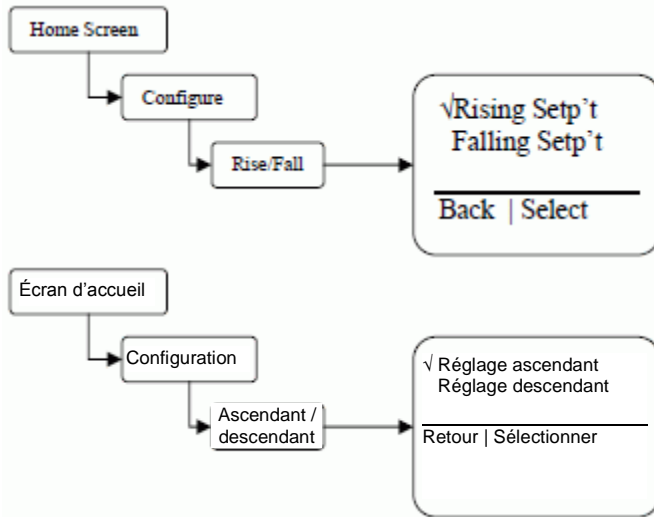 Home Screen
Configure
Rise/Fall
√Rising Setp't
Falling Setp't
Back | Select
Écran d'accueil
Configuration
Ascendant /
descendant
√ Réglage ascendant
Réglage descendant
Retour | Sélectionner